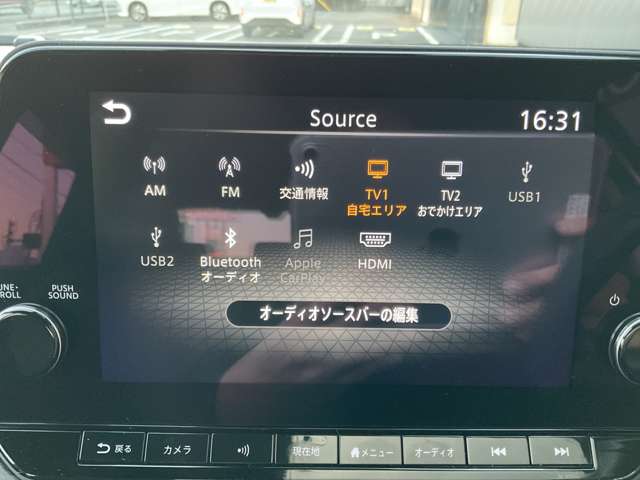 Source
16:31
AM
FM
交通情報
TV1
自宅エリア
TV2
おでかけエリア
USB1
USB2
Bluetooth
オーディオ
Apple
CarPlay
HDMI
オーディオソースバーの編集
PUSH
SOUND
戻る
カメラ
現在地
メニュー
オーディオ